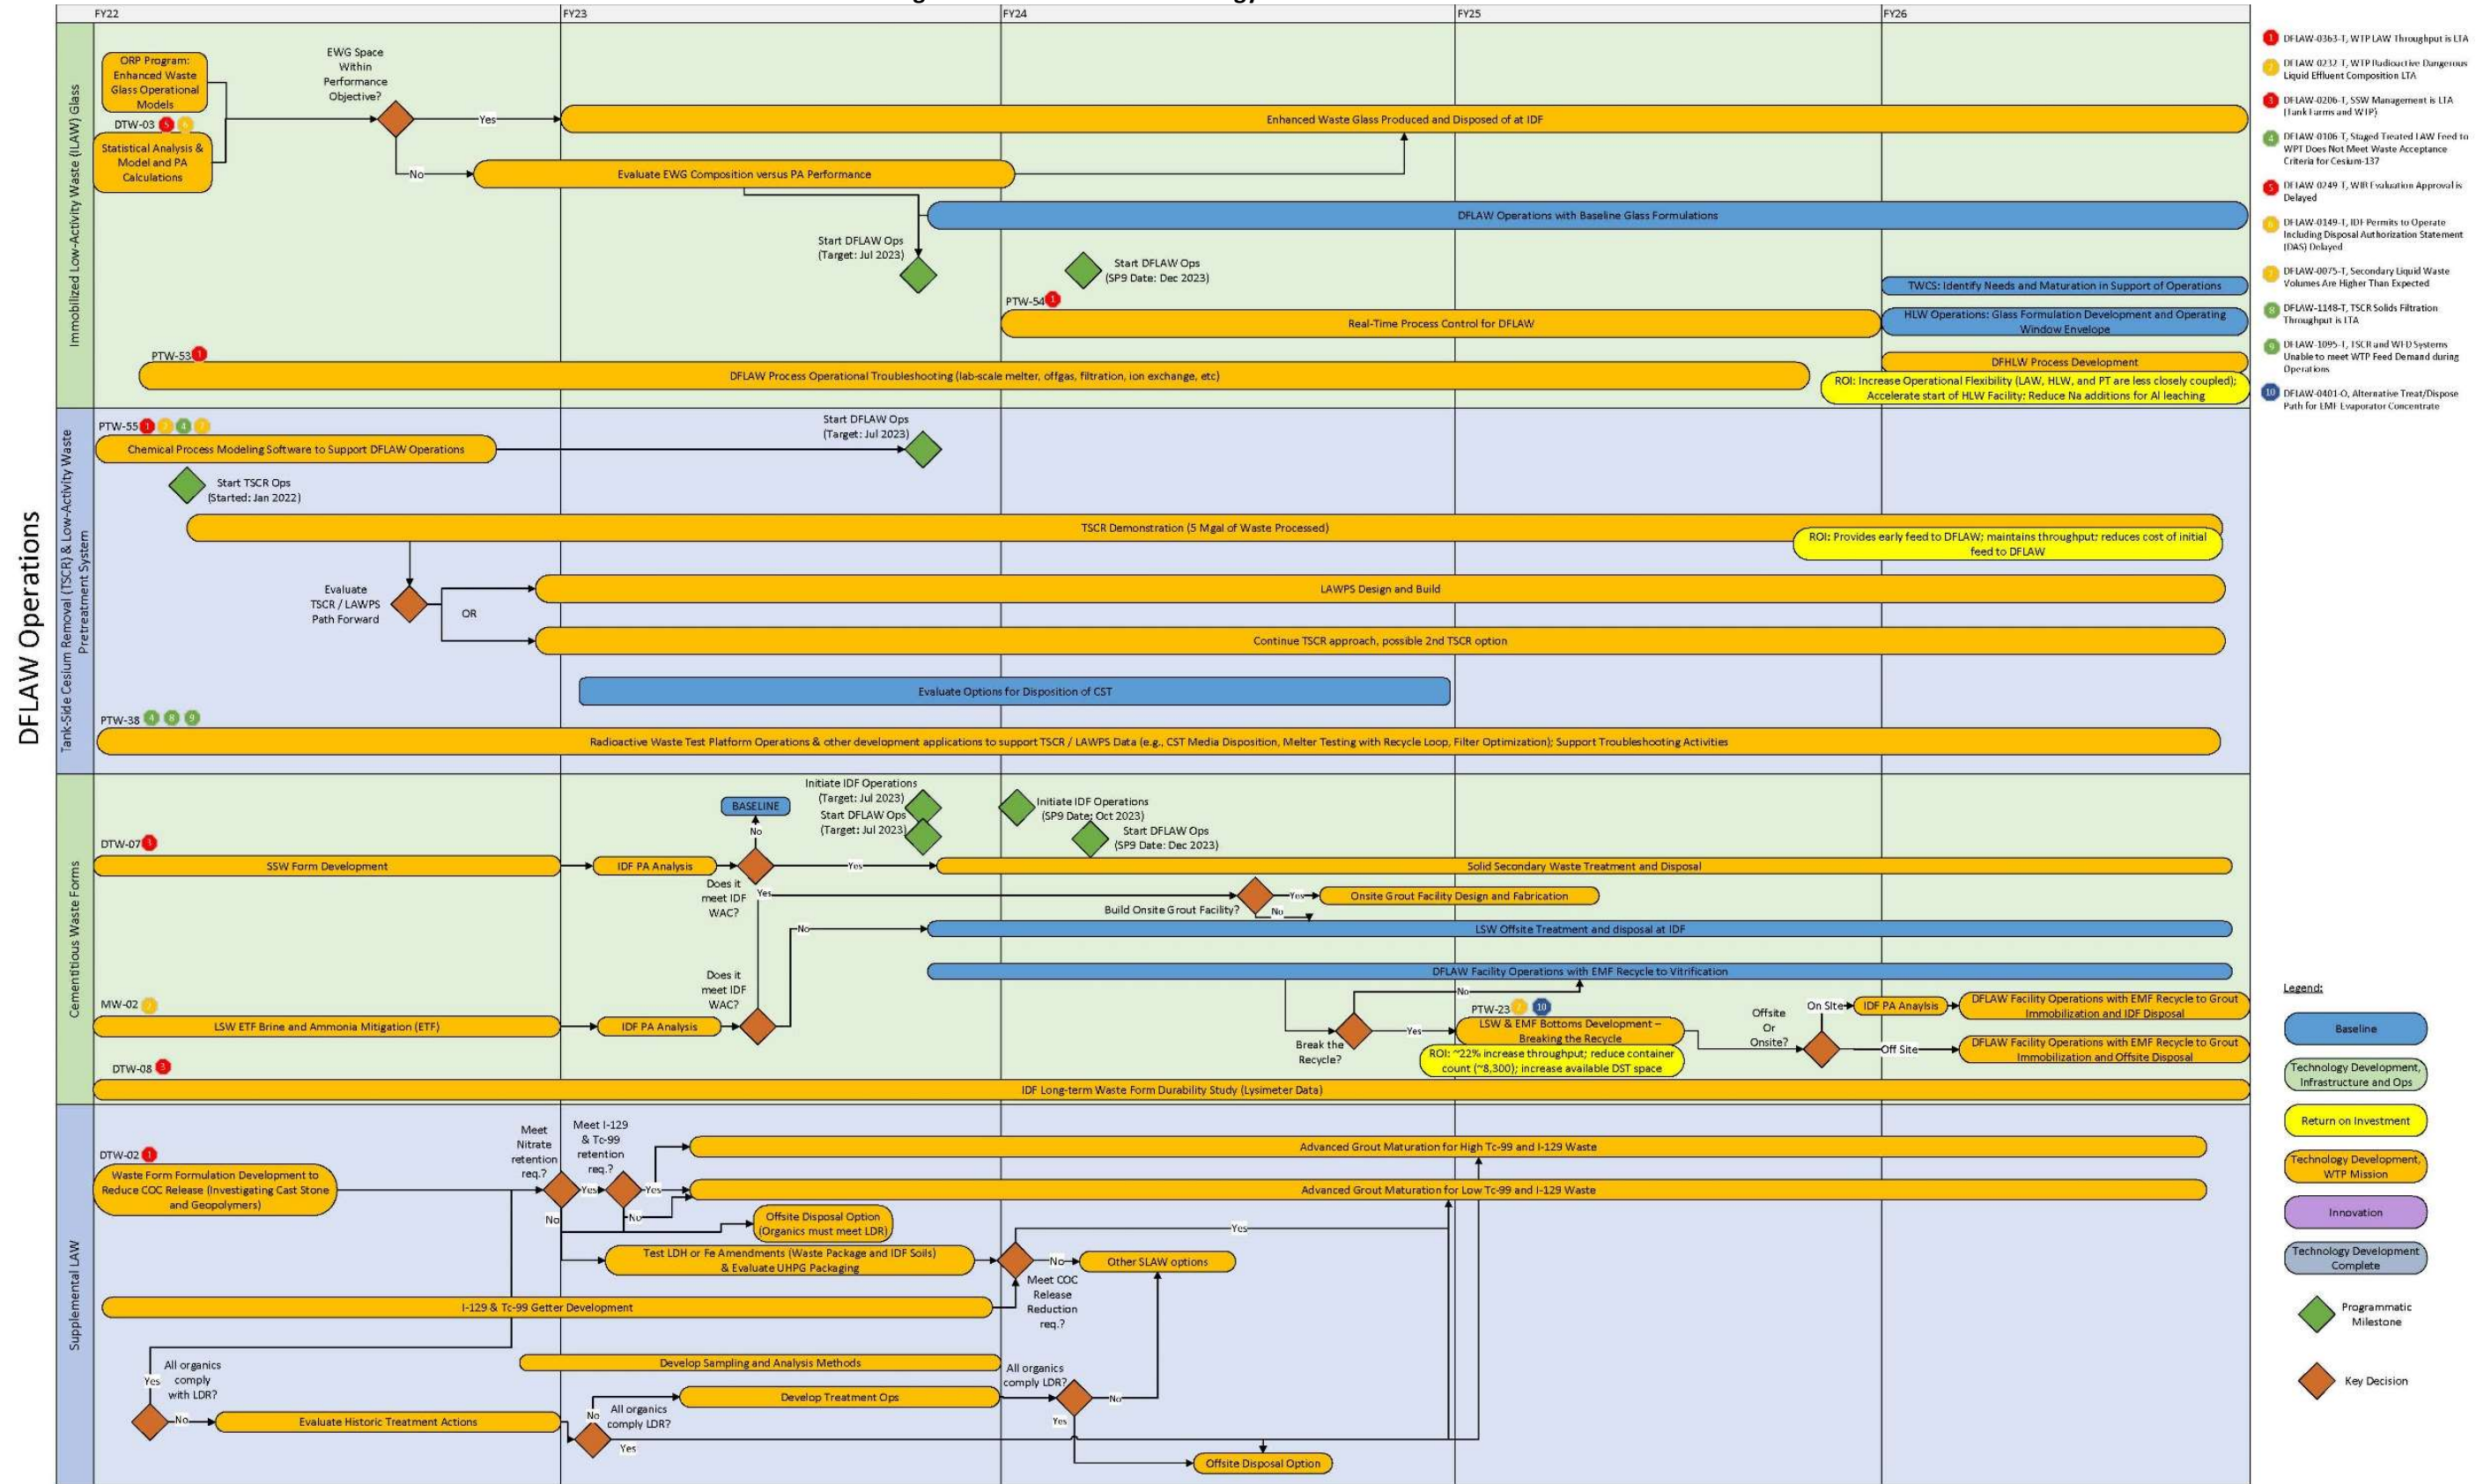 FY22
FY23
FY24
FY25
FY26
DFLAW Operations
Immobilized Low-Activity Waste (ILAW) Glass
ORP Program:
Enhanced Waste
Glass Operational
Models
DTW-03
5
6
Statistical Analysis &
Model and PA
Calculations
EWG Space
Within
Performance
Objective?
Yes
No
Enhanced Waste Glass Produced and Disposed of at IDF
Evaluate EWG Composition versus PA Performance
DFLAW Operations with Baseline Glass Formulations
Start DFLAW Ops
(Target: Jul 2023)
Start DFLAW Ops
(SP9 Date: Dec 2023)
TWCS: Identify Needs and Maturation in Support of Operations
PTW-54
1
Real-Time Process Control for DFLAW
HLW Operations: Glass Formulation Development and Operating
Window Envelope
PTW-53
1
DFLAW Process Operational Troubleshooting (lab-scale melter, offgas, filtration, ion exchange, etc)
DFHLW Process Development
ROI: Increase Operational Flexibility (LAW, HLW, and PT are less closely coupled);
Accelerate start of HLW Facility; Reduce Na additions for Al leaching
Tank-Side Cesium Removal (TSCR) & Low-Activity Waste
Pretreatment System
PTW-55
1
2
4
7
Chemical Process Modeling Software to Support DFLAW Operations
Start DFLAW Ops
(Target: Jul 2023)
Start TSCR Ops
(Started: Jan 2022)
TSCR Demonstration (5 Mgal of Waste Processed)
ROI: Provides early feed to DFLAW; maintains throughput; reduces cost of initial
feed to DFLAW
Evaluate
TSCR / LAWPS
Path Forward
OR
LAWPS Design and Build
Continue TSCR approach, possible 2nd TSCR option
Evaluate Options for Disposition of CST
PTW-38
4
8
9
Radioactive Waste Test Platform Operations & other development applications to support TSCR / LAWPS Data (e.g., CST Media Disposition, Melter Testing with Recycle Loop, Filter Optimization); Support Troubleshooting Activities
Cementitious Waste Forms
BASELINE
No
Initiate IDF Operations
(Target: Jul 2023)
Start DFLAW Ops
(Target: Jul 2023)
Initiate IDF Operations
(SP9 Date: Oct 2023)
Start DFLAW Ops
(SP9 Date: Dec 2023)
DTW-07
SSW Form Development
IDF PA Analysis
Yes
Solid Secondary Waste Treatment and Disposal
Does it
meet IDF
WAC?
Yes
Build Onsite Grout Facility?
Yes
No
Onsite Grout Facility Design and Fabrication
No
LSW Offsite Treatment and disposal at IDF
Does it
meet IDF
WAC?
DFLAW Facility Operations with EMF Recycle to Vitrification
MW-02
LSW ETF Brine and Ammonia Mitigation (ETF)
IDF PA Analysis
No
Break the
Recycle?
Yes
PTW-23
10
LSW & EMF Bottoms Development –
Breaking the Recycle
ROI: ~22% increase throughput; reduce container
count (~8,300); increase available DST space
Offsite
Or
Onsite?
On Site
IDF PA Anaylsis
DFLAW Facility Operations with EMF Recycle to Grout
Immobilization and IDF Disposal
Off Site
DFLAW Facility Operations with EMF Recycle to Grout
Immobilization and Offsite Disposal
DTW-08
3
IDF Long-term Waste Form Durability Study (Lysimeter Data)
Supplemental LAW
DTW-02
1
Waste Form Formulation Development to
Reduce COC Release (Investigating Cast Stone
and Geopolymers)
Meet
Nitrate
retention
req.?
Meet I-129
& Tc-99
retention
req.?
Yes
Yes
No
No
Advanced Grout Maturation for High Tc-99 and I-129 Waste
Advanced Grout Maturation for Low Tc-99 and I-129 Waste
Offsite Disposal Option
(Organics must meet LDR)
Test LDH or Fe Amendments (Waste Package and IDF Soils)
& Evaluate UHPG Packaging
Yes
No
Other SLAW options
Meet COC
Release
Reduction
req.?
I-129 & Tc-99 Getter Development
Develop Sampling and Analysis Methods
All organics
comply
with LDR?
Yes
No
Evaluate Historic Treatment Actions
No
All organics
comply LDR?
Yes
Develop Treatment Ops
All organics
comply LDR?
No
Yes
Offsite Disposal Option
1
DFLAW-0363-T, WTP LAW Throughput is LTA
2
DFLAW-0232-T, WTP Radioactive Dangerous
Liquid Effluent Composition LTA
3
DFLAW-0206-T, SSW Management is LTA
(Tank Farms and WTP)
4
DFLAW-0106-T, Staged Treated LAW Feed to
WPT Does Not Meet Waste Acceptance
Criteria for Cesium-137
5
DFLAW-0249-T, WIR Evaluation Approval is
Delayed
6
DFLAW-0149-T, IDF Permits to Operate
Including Disposal Authorization Statement
(DAS) Delayed
7
DFLAW-0075-T, Secondary Liquid Waste
Volumes Are Higher Than Expected
8
DFLAW-1148-T, TSCR Solids Filtration
Throughput is LTA
9
DFLAW-1095-T, TSCR and WFD Systems
Unable to meet WTP Feed Demand during
Operations
10
DFLAW-0401-O, Alternative Treat/Dispose
Path for EMF Evaporator Concentrate
Legend:
Baseline
Technology Development,
Infrastructure and Ops
Return on Investment
Technology Development,
WTP Mission
Innovation
Technology Development
Complete
Programmatic
Milestone
Key Decision